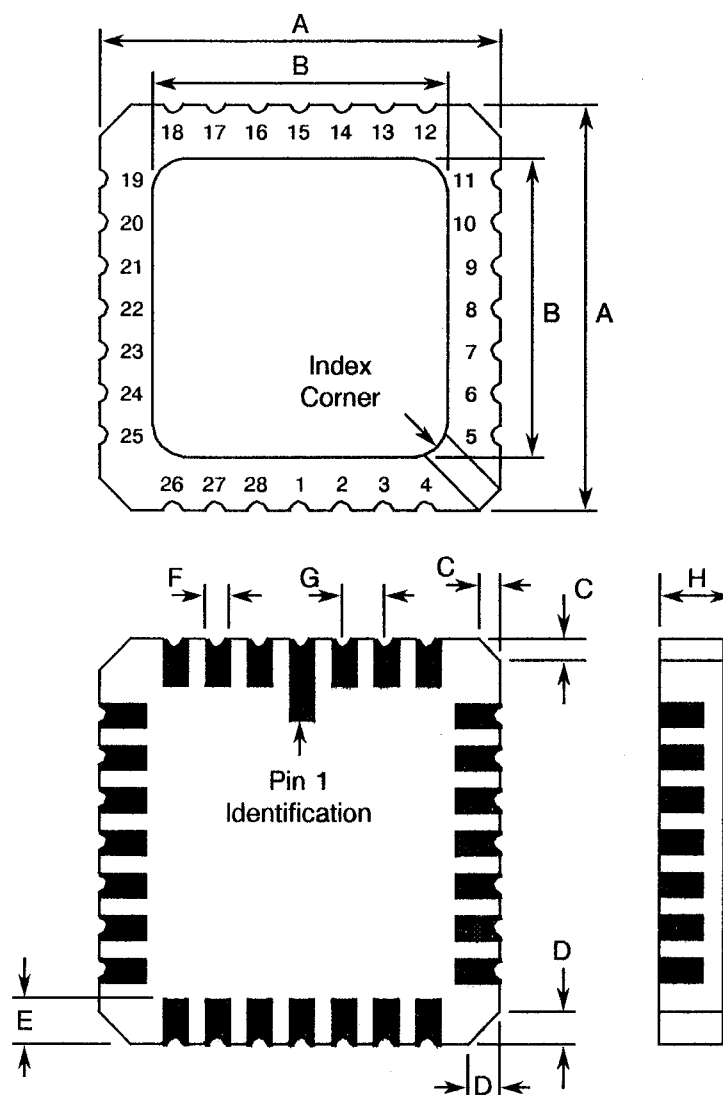 A
B
18 17 16 15 14 13 12
19 11
20 10
21 9
22 8
23 7
24 6
25 5
B
A
Index
Corner
26 27 28 1 2 3 4
F
G
C
C
H
Pin 1
Identification
D
E
D